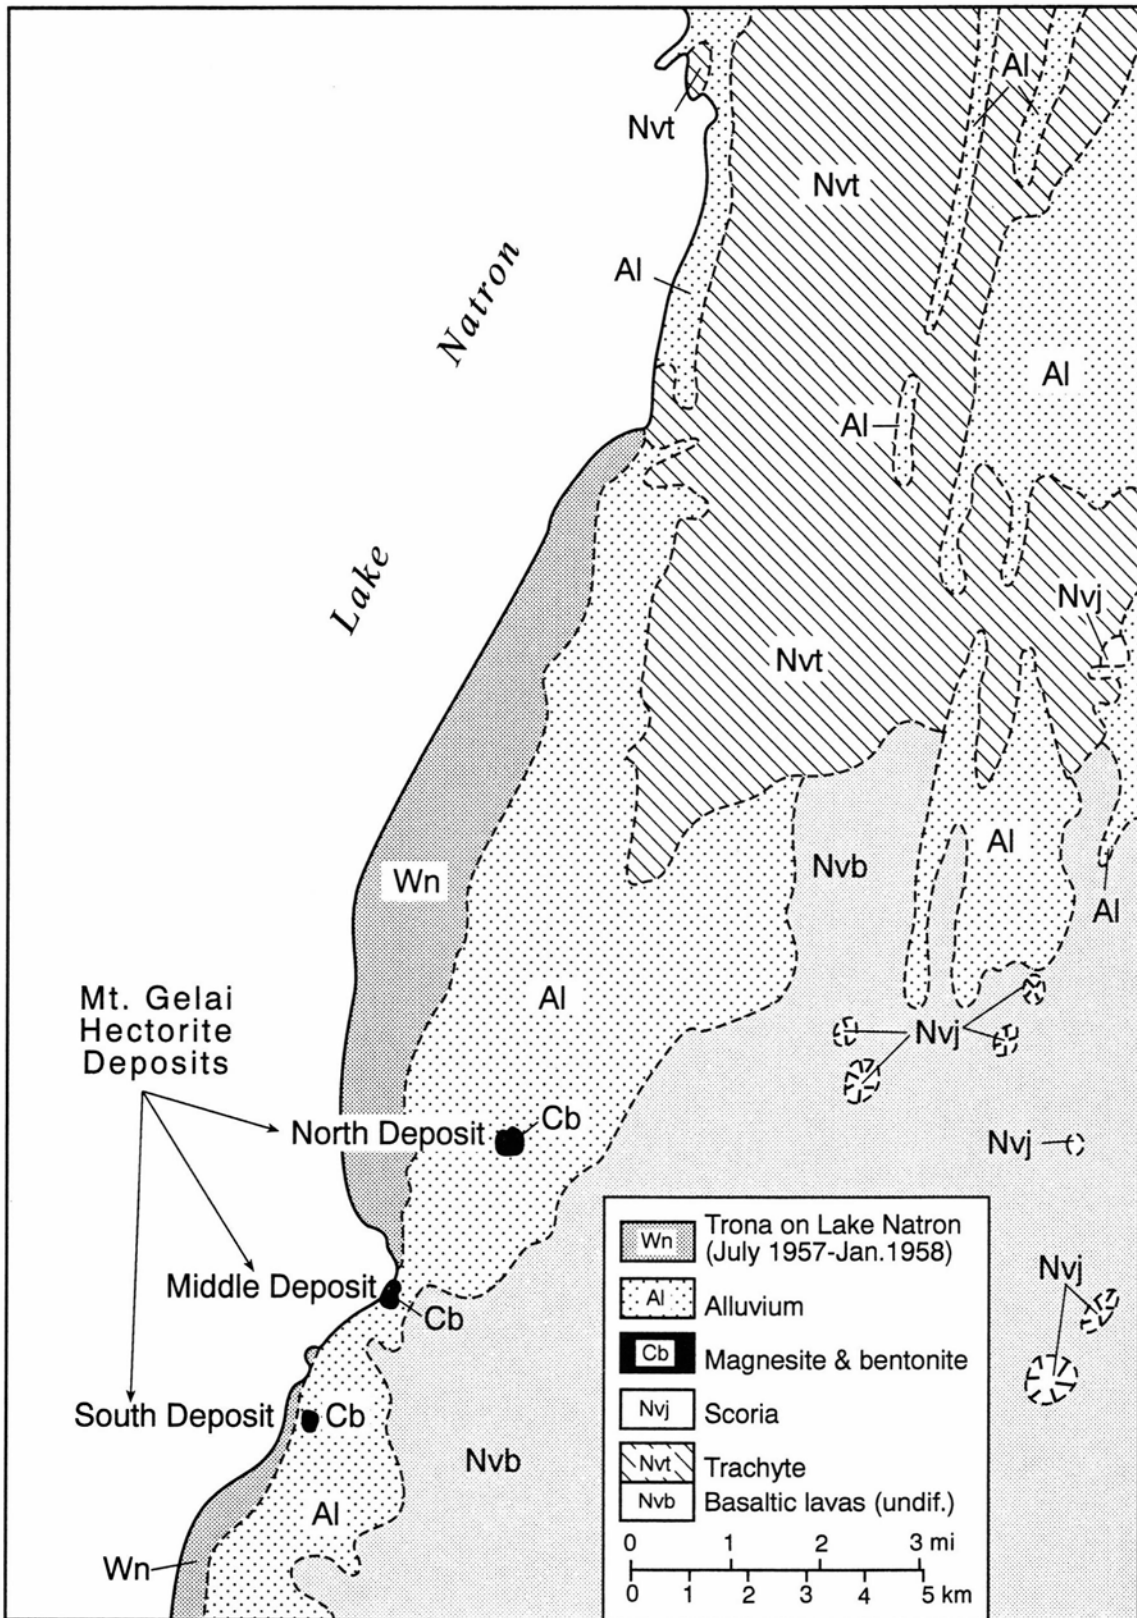 Al
Nvt
Nvt
Al
Natron
Al
Al
Lake
Nvj
Nvt
Wn
Nvb
Al
Al
Mt. Gelai
Hectorite
Deposits
Al
Nvj
North Deposit
Cb
Nvj
Middle Deposit
Cb
Nvj
South Deposit
Cb
Nvb
Al
Wn
Wn Trona on Lake Natron
(July 1957-Jan.1958)
Al Alluvium
Cb Magnesite & bentonite
Nvj Scoria
Nvt Trachyte
Nvb Basaltic lavas (undif.)
0 1 2 3 mi
0 1 2 3 4 5 km